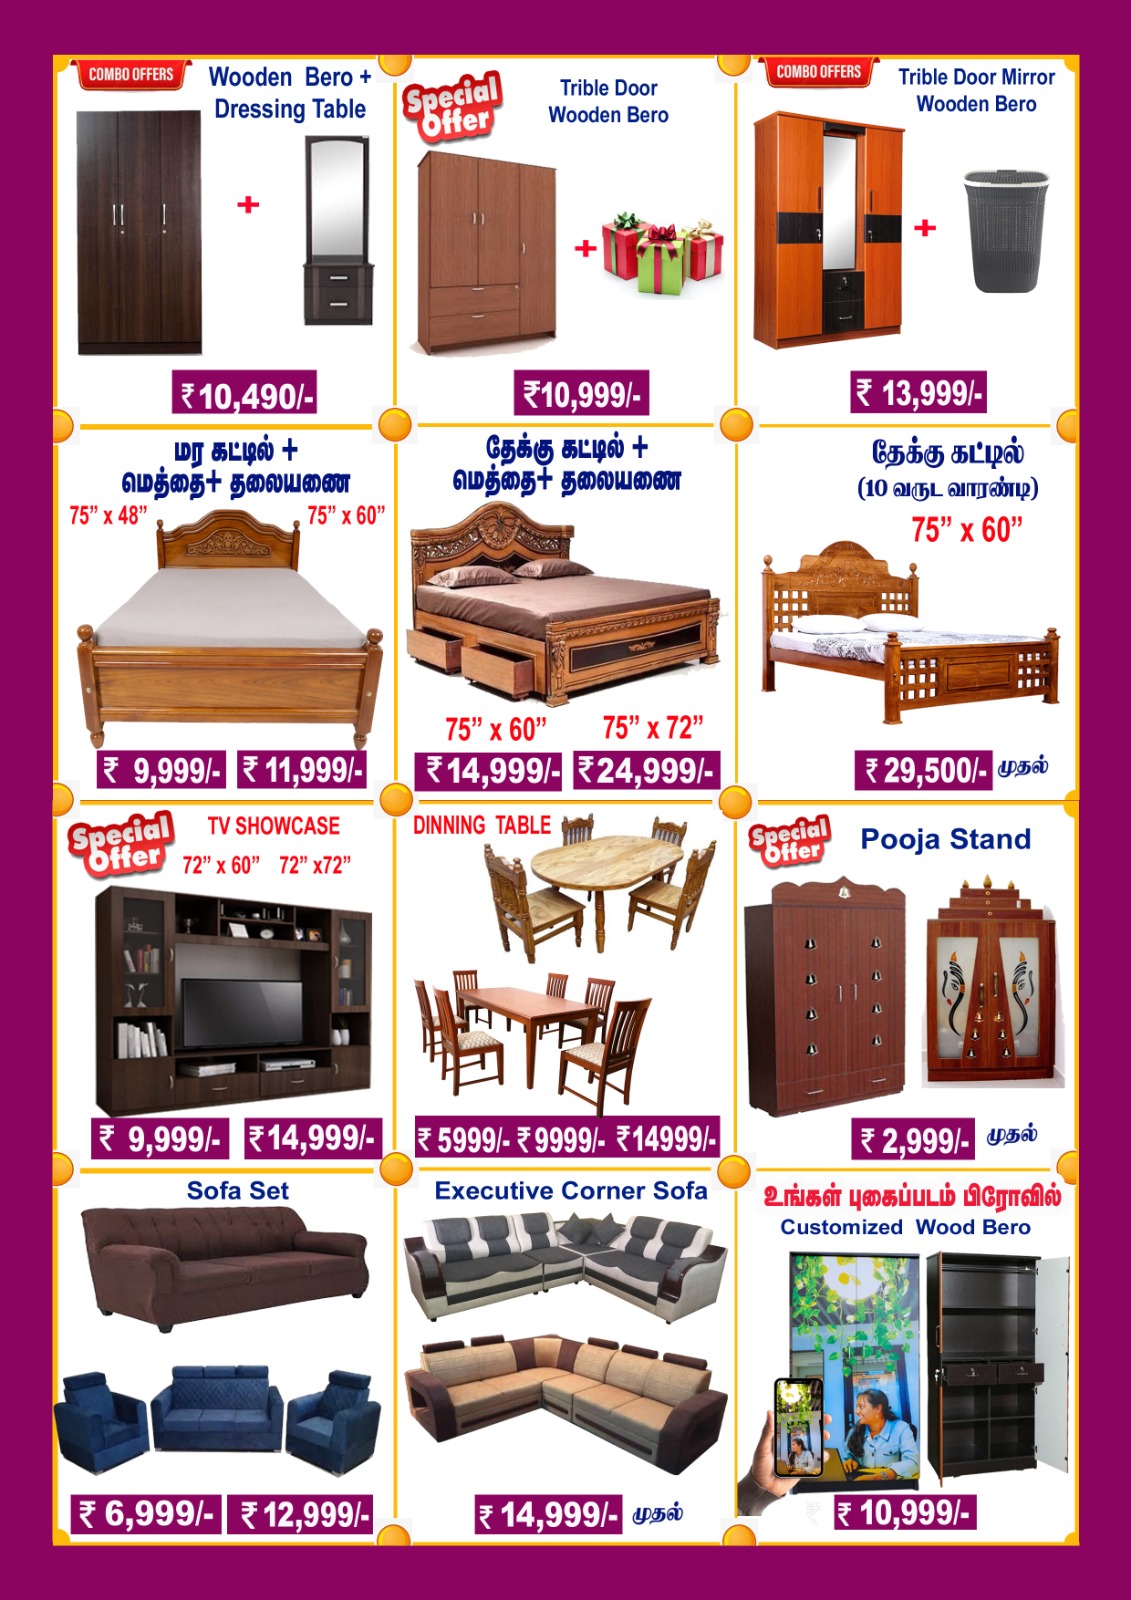 COMBO OFFERS
Wooden Bero +
Dressing Table
+
₹10,490/-
Special
Offer
Trible Door
Wooden Bero
+
₹10,999/-
COMBO OFFERS
Trible Door Mirror
Wooden Bero
+
₹ 13,999/-
மர கட்டில் +
மெத்தை+ தலையணை
75” x 48”
75” x 60”
₹ 9,999/-
₹ 11,999/-
தேக்கு கட்டில் +
மெத்தை+ தலையணை
75” x 60”
75” x 72”
₹14,999/-
₹24,999/-
தேக்கு கட்டில்
(10 வருட வாரண்டி)
75” x 60”
₹ 29,500/- முதல்
Special
Offer
TV SHOWCASE
72” x 60” 72” x72”
₹ 9,999/-
₹14,999/-
DINNING TABLE
₹ 5999/- ₹9999/- ₹14999/-
Special
Offer
Pooja Stand
₹ 2,999/- முதல்
Sofa Set
₹ 6,999/-
₹ 12,999/-
Executive Corner Sofa
₹ 14,999/- முதல்
உங்கள் புகைப்படம் பிரோவில்
Customized Wood Bero
₹ 10,999/-